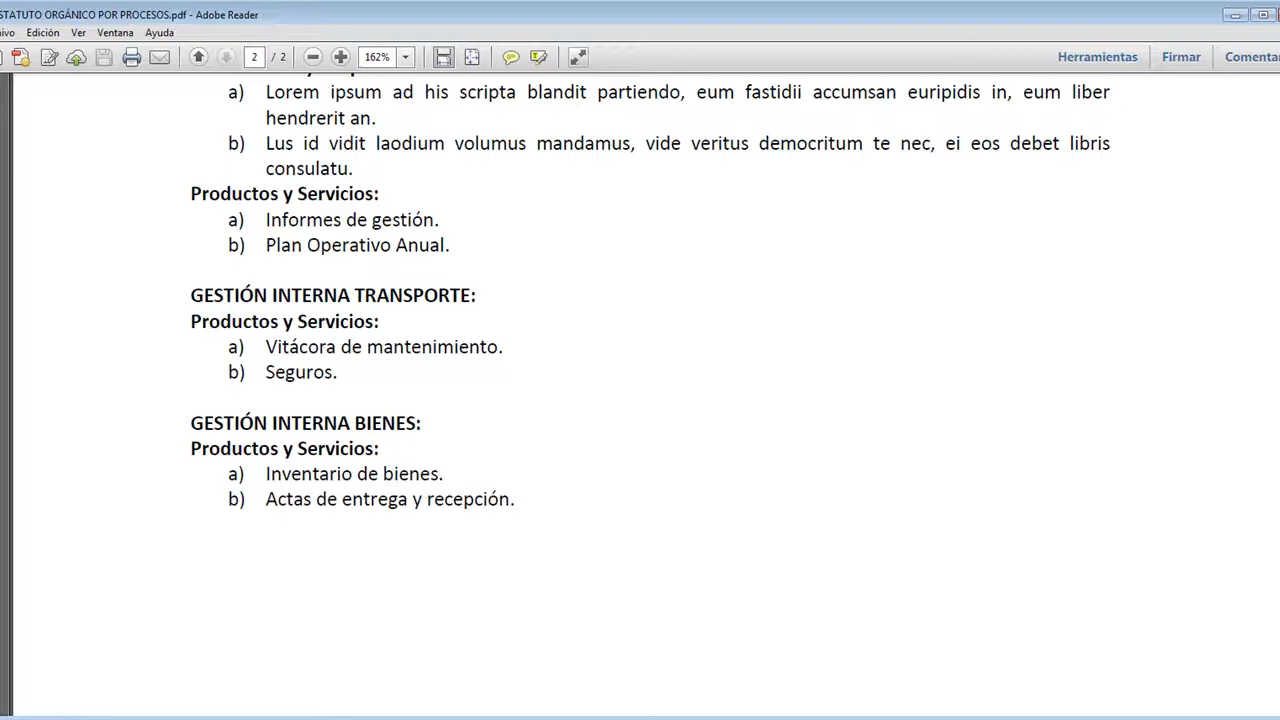 STATUTO ORGÁNICO POR PROCESOS.pdf - Adobe Reader
Edición Ver Ventana Ayuda
2 / 2 162% Herramientas Firmar
a) Lorem ipsum ad his scripta blandit partiendo, eum fastidii accumsan euripidis in, eum liber
hendrerit an.
b) Lus id vidit laodium volumus mandamus, vide veritus democritum te nec, ei eos debet libris
consulatu.
Productos y Servicios:
a) Informes de gestión.
b) Plan Operativo Anual.
GESTIÓN INTERNA TRANSPORTE:
Productos y Servicios:
a) Vitácora de mantenimiento.
b) Seguros.
GESTIÓN INTERNA BIENES:
Productos y Servicios:
a) Inventario de bienes.
b) Actas de entrega y recepción.